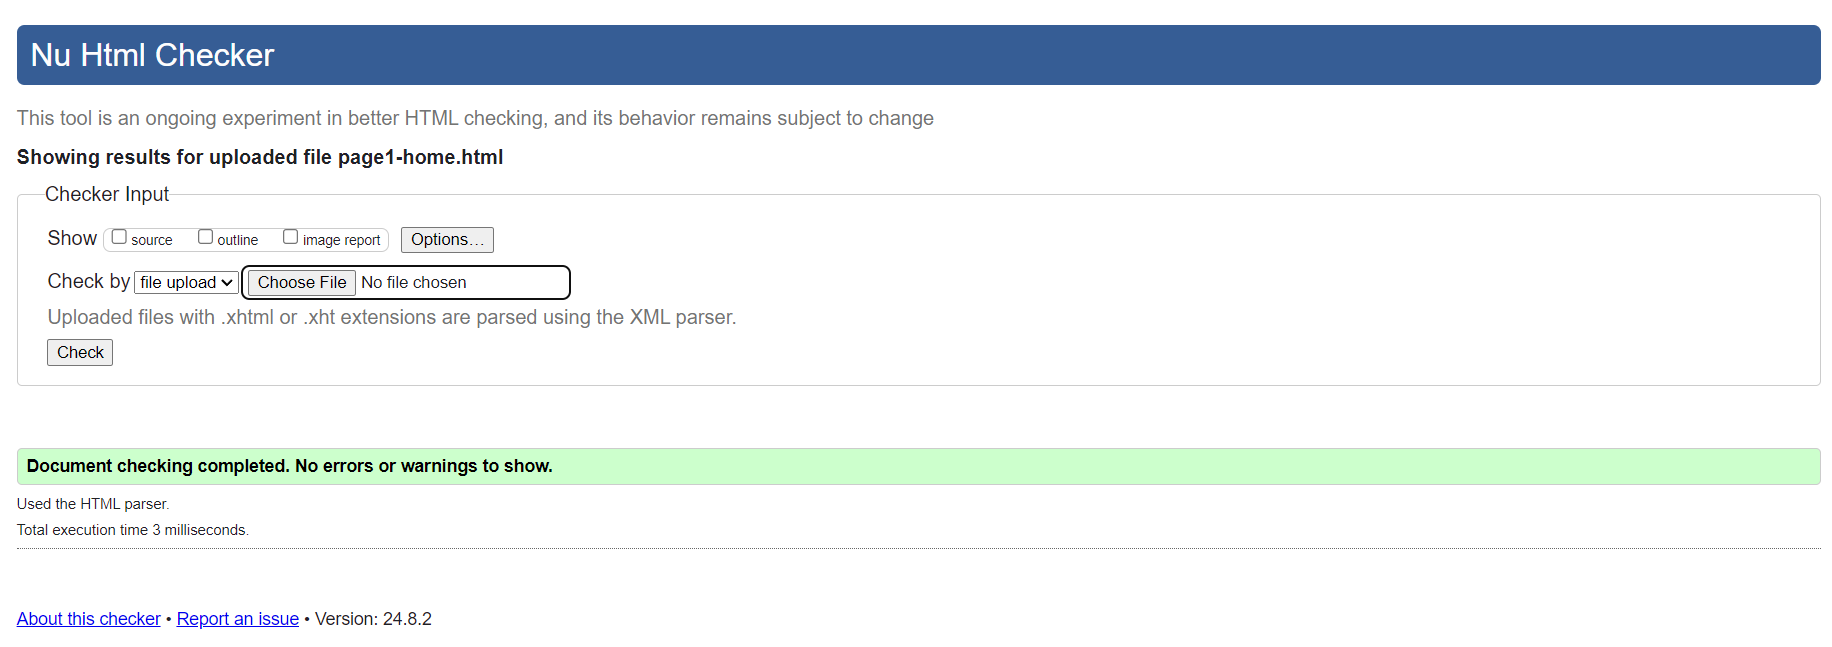 Nu Html Checker
This tool is an ongoing experiment in better HTML checking, and its behavior remains subject to change
Showing results for uploaded file page1-home.html
Checker Input
Show source outline image report Options...
Check by file upload Choose File No file chosen
Uploaded files with .xhtml or .xht extensions are parsed using the XML parser.
Check
Document checking completed. No errors or warnings to show.
Used the HTML parser.
Total execution time 3 milliseconds.
About this checker • Report an issue • Version: 24.8.2